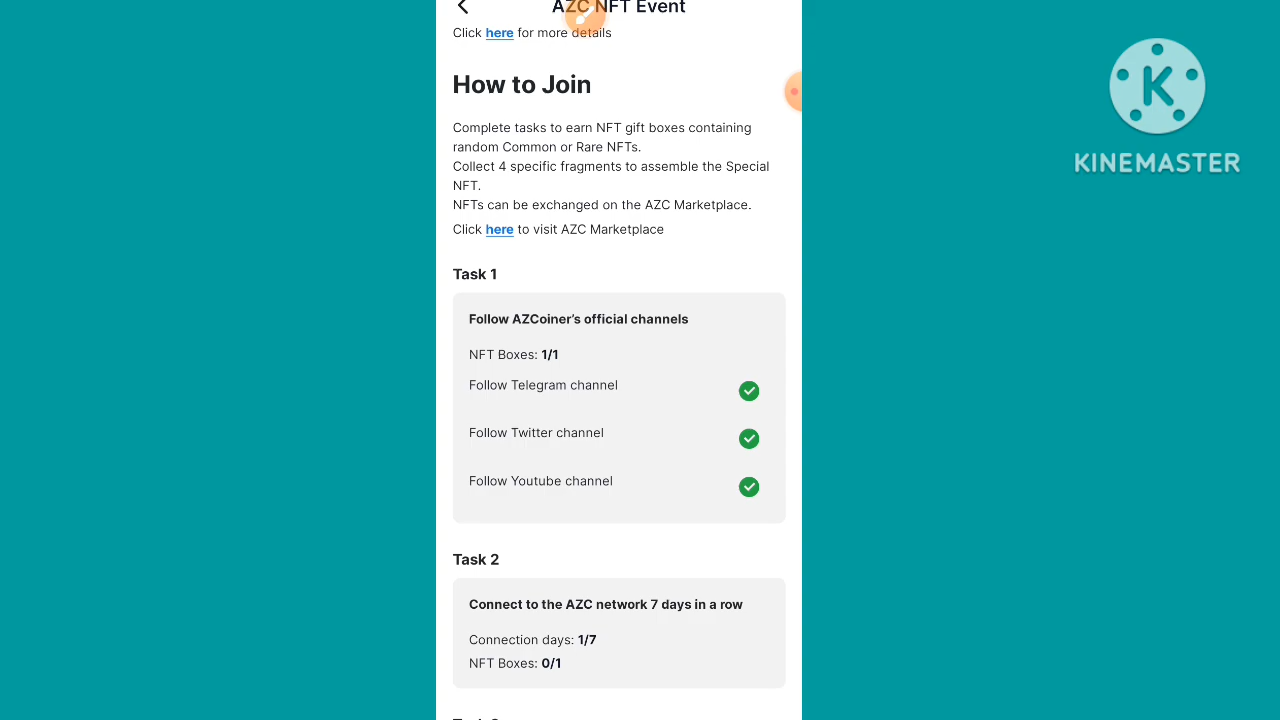 AZC NFT Event
Click here for more details
How to Join
Complete tasks to earn NFT gift boxes containing
random Common or Rare NFTs.
Collect 4 specific fragments to assemble the Special
NFT.
NFTs can be exchanged on the AZC Marketplace.
Click here to visit AZC Marketplace
Task 1
Follow AZCoiner’s official channels
NFT Boxes: 1/1
Follow Telegram channel
Follow Twitter channel
Follow Youtube channel
Task 2
Connect to the AZC network 7 days in a row
Connection days: 1/7
NFT Boxes: 0/1
K
KINEMASTER